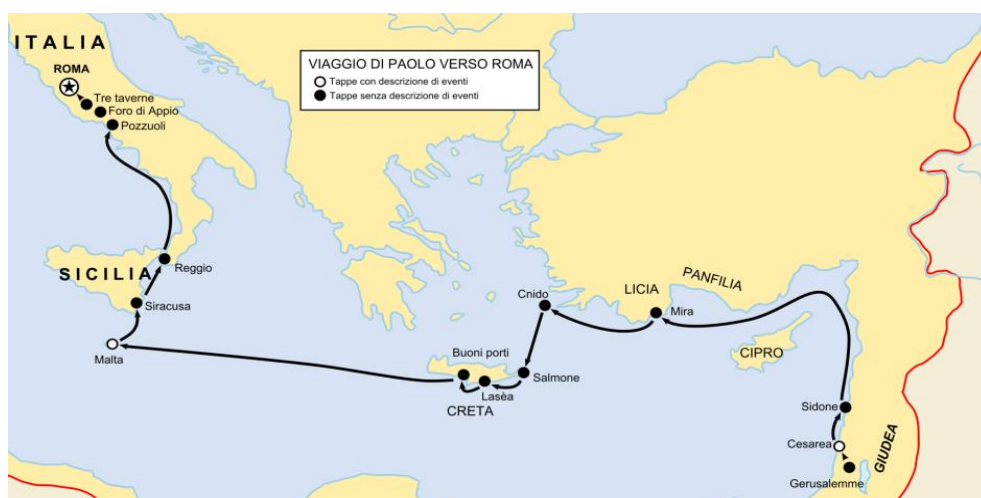 ITALIA
ROMA
Tre taverne
Foro di Appio
Pozzuoli
VIAGGIO DI PAOLO VERSO ROMA
Tappe con descrizione di eventi
Tappe senza descrizione di eventi
SICILIA
Reggio
Siracusa
Malta
Cnido
LICIA
PANFILIA
Mira
Buoni porti
Salmone
Lasèa
CRETA
CIPRO
Sidone
Cesarea
GIUDEA
Gerusalemme